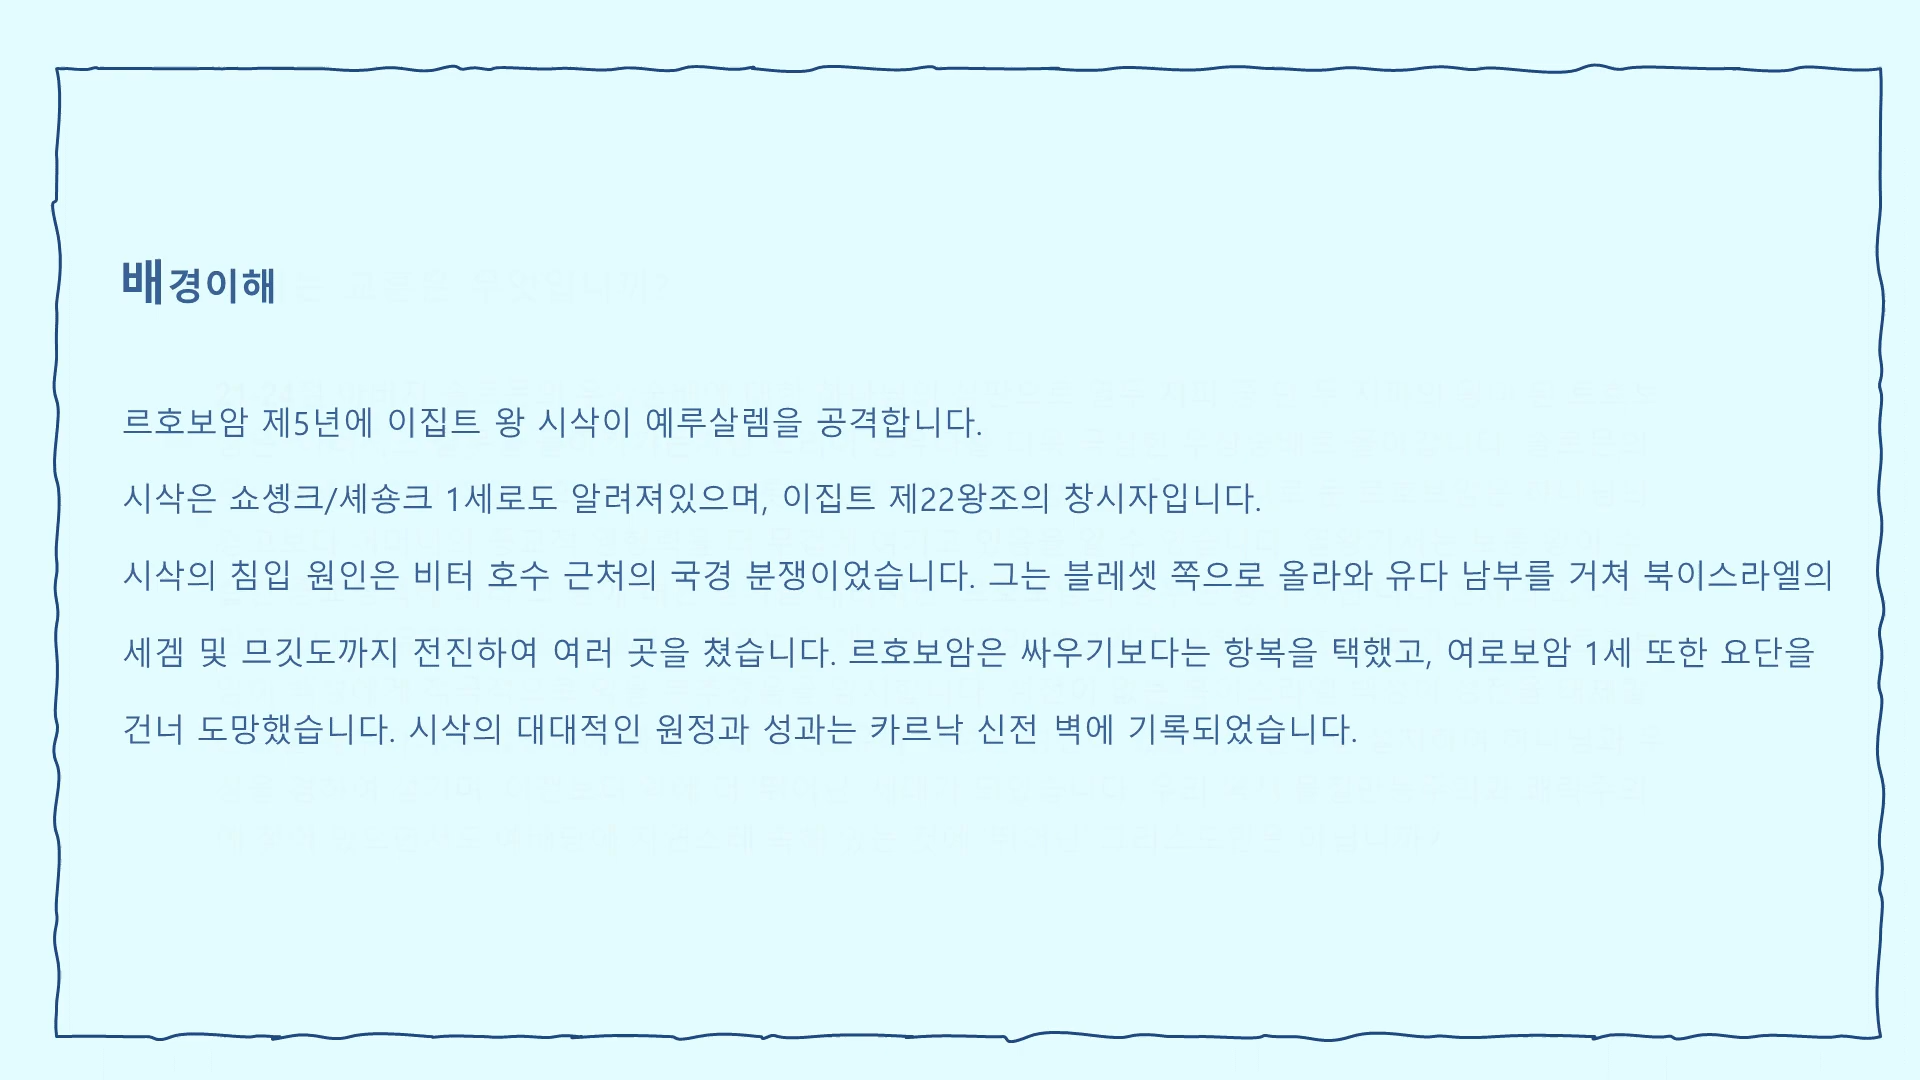 배경이해
르호보암 제5년에 이집트 왕 시삭이 예루살렘을 공격합니다.
시삭은 쇼솅크/셰숑크 1세로도 알려져있으며, 이집트 제22왕조의 창시자입니다.
시삭의 침입 원인은 비터 호수 근처의 국경 분쟁이었습니다. 그는 블레셋 쪽으로 올라와 유다 남부를 거쳐 북이스라엘의
세겜 및 므깃도까지 전진하여 여러 곳을 쳤습니다. 르호보암은 싸우기보다는 항복을 택했고, 여로보암 1세 또한 요단을
건너 도망했습니다. 시삭의 대대적인 원정과 성과는 카르낙 신전 벽에 기록되었습니다.